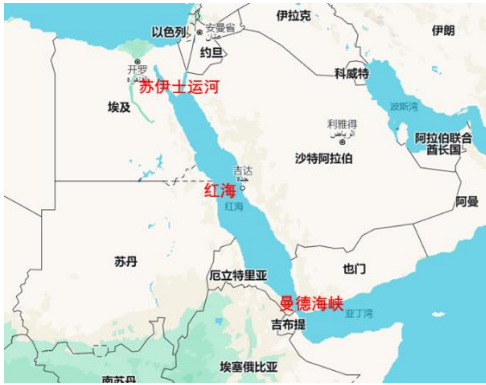 伊拉克
安曼省
عمان
以色列
约旦
伊朗
开罗
القاهرة
苏伊士运河
科威特
埃及
波斯湾
利雅得
الرياض
阿拉伯联合
酋长国
沙特阿拉伯
吉达
جدة
红海
红海
阿曼
苏丹
厄立特里亚
也门
曼德海峡
亚丁湾
吉布提
埃塞俄比亚
南苏丹